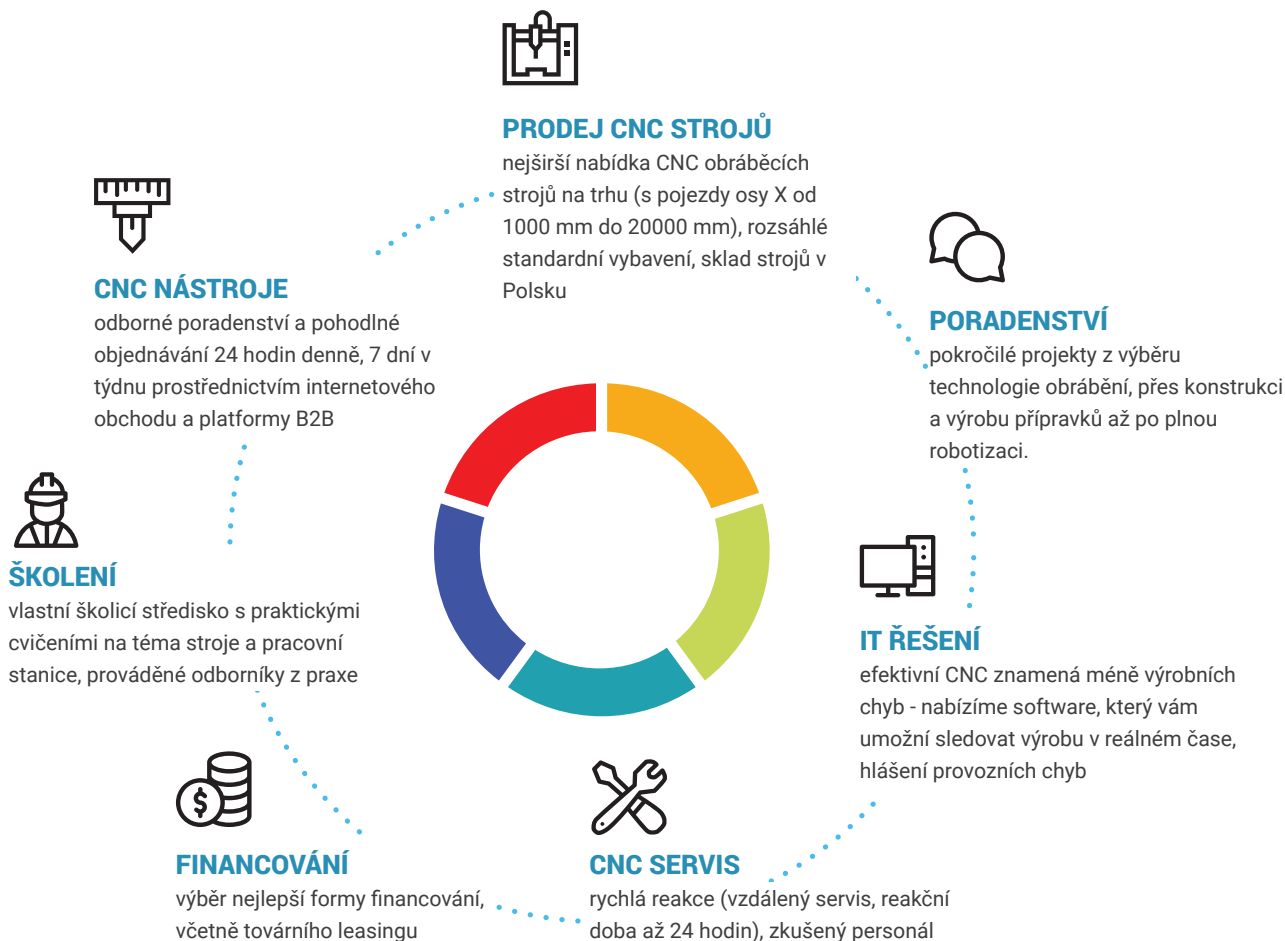 PRODEJ CNC STROJŮ
nejširší nabídka CNC obráběcích
strojů na trhu (s pojezdy osy X od
1000 mm do 20000 mm), rozsáhlé
standardní vybavení, sklad strojů v
Polsku
CNC NÁSTROJE
odborné poradenství a pohodlné
objednávání 24 hodin denně, 7 dní v
týdnu prostřednictvím internetového
obchodu a platformy B2B
PORADENSTVÍ
pokročilé projekty z výběru
technologie obrábění, přes konstrukci
a výrobu přípravků až po plnou
robotizaci.
ŠKOLENÍ
vlastní školicí středisko s praktickými
cvičeními na téma stroje a pracovní
stanice, prováděné odborníky z praxe
IT ŘEŠENÍ
efektivní CNC znamená méně výrobních
chyb - nabízíme software, který vám
umožní sledovat výrobu v reálném čase,
hlášení provozních chyb
$
FINANCOVÁNÍ
výběr nejlepší formy financování,
včetně továrního leasingu
CNC SERVIS
rychlá reakce (vzdálený servis, reakční
doba až 24 hodin), zkušený personál